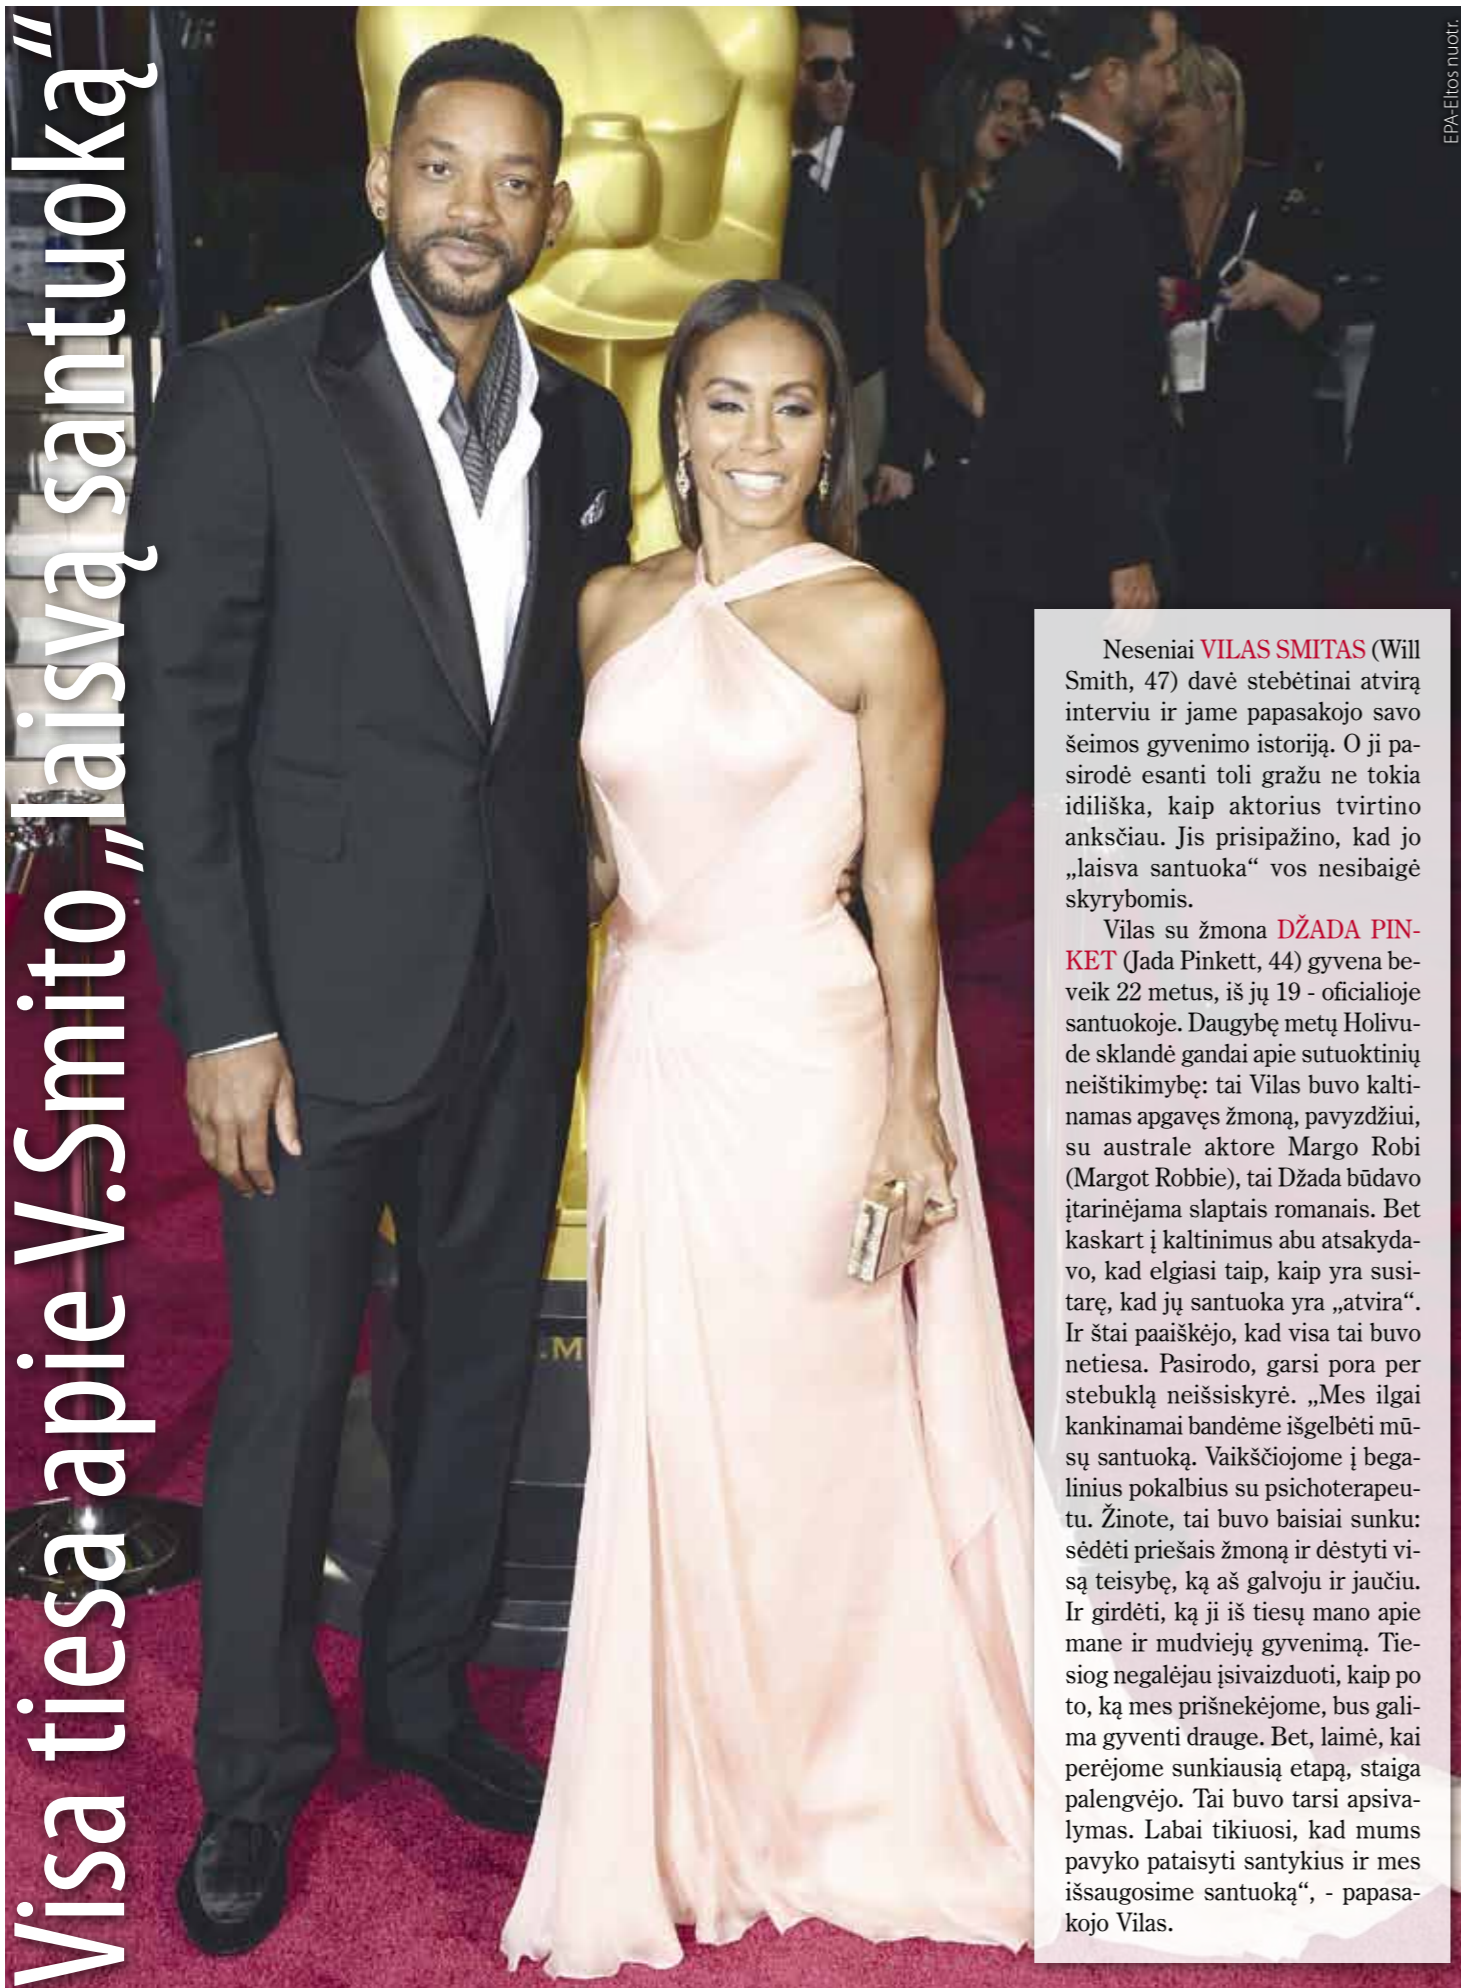 Visa tiesa apie V.Smito „laisvą santuoką“
EPA-Eltos nuotr.
Neseniai VILAS SMITAS (Will
Smith, 47) davė stebėtinai atvirą
interviu ir jame papasakojo savo
šeimos gyvenimo istoriją. O ji pa-
sirodė esanti toli gražu ne tokia
idiliška, kaip aktorius tvirtino
anksčiau. Jis prisipažino, kad jo
„laisva santuoka“ vos nesibaigė
skyrybomis.
Vilas su žmona DŽADA PIN-
KET (Jada Pinkett, 44) gyvena be-
veik 22 metus, iš jų 19 - oficialioje
santuokoje. Daugybę metų Holivu-
de sklandė gandai apie sutuoktinių
neištikimybę: tai Vilas buvo kalti-
namas apgavęs žmoną, pavyzdžiui,
su australe aktore Margo Robi
(Margot Robbie), tai Džada būdavo
įtarinėjama slaptais romanais. Bet
kaskart į kaltinimus abu atsakyda-
vo, kad elgiasi taip, kaip yra susi-
tarę, kad jų santuoka yra „atvira“.
Ir štai paaiškėjo, kad visa tai buvo
netiesa. Pasirodo, garsi pora per
stebuklą neišsiskyrė. „Mes ilgai
kankinamai bandėme išgelbėti mū-
sų santuoką. Vaikščiojome į bega-
linius pokalbius su psichoterapeu-
tu. Žinote, tai buvo baisiai sunku:
sėdėti priešais žmoną ir dėstyti vi-
są teisybę, ką aš galvoju ir jaučiu.
Ir girdėti, ką ji iš tiesų mano apie
mane ir mudviejų gyvenimą. Tie-
siog negalėjau įsivaizduoti, kaip po
to, ką mes prišnekėjome, bus gali-
ma gyventi drauge. Bet, laimė, kai
perėjome sunkiausią etapą, staiga
palengvėjo. Tai buvo tarsi apsiva-
lymas. Labai tikiuosi, kad mums
pavyko pataisyti santykius ir mes
išsaugosime santuoką“, - papasa-
kojo Vilas.
.M